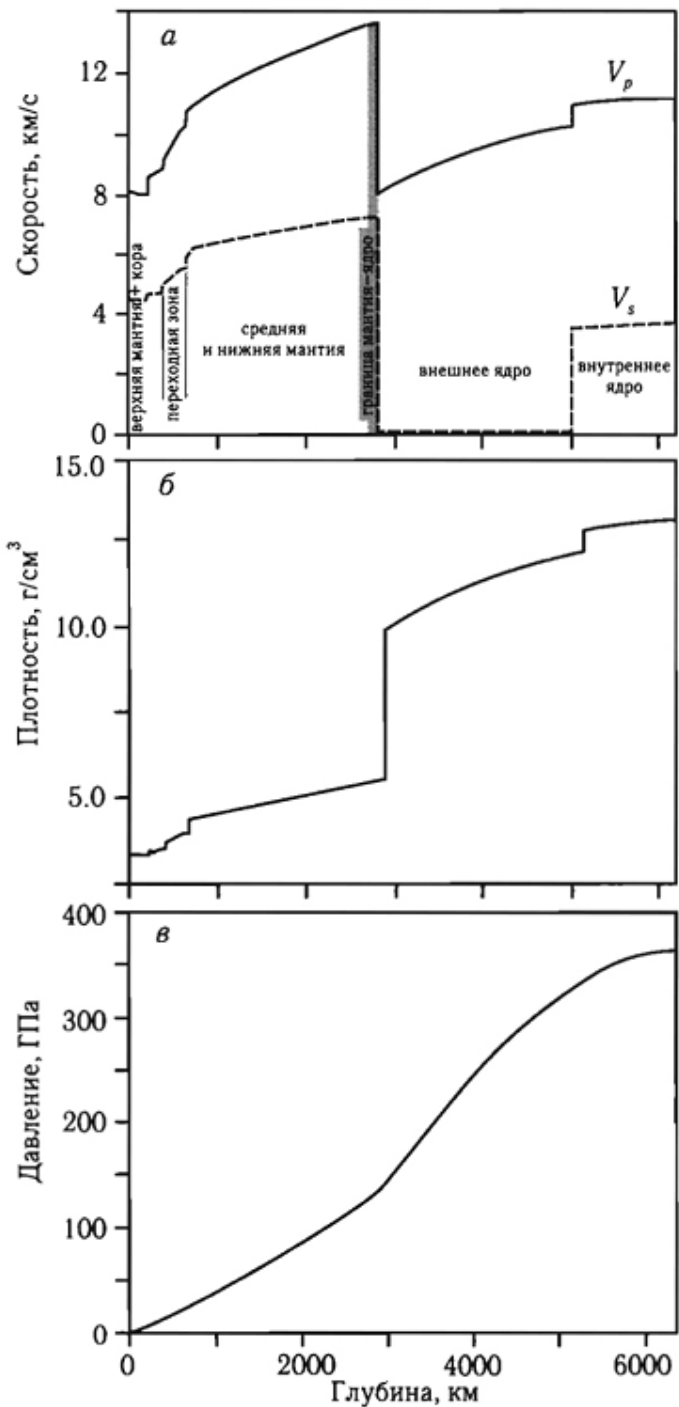 а
Скорость, км/с
12
8
4
0
V_p
V_s
верхняя мантия+ кора
переходная зона
средняя
и нижняя мантия
граница мантия–ядро
внешнее ядро
внутреннее
ядро
б
Плотность, г/см³
15.0
10.0
5.0
в
Давление, ГПа
400
300
200
100
0
0 2000 4000 6000
Глубина, км